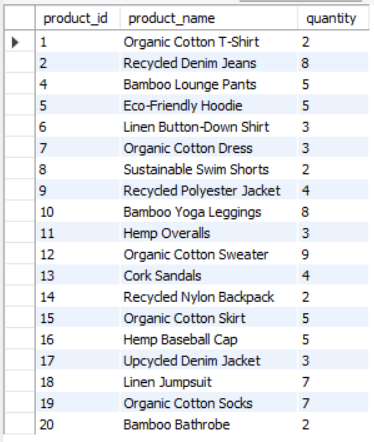 product_id product_name quantity
1 Organic Cotton T-Shirt 2
2 Recycled Denim Jeans 8
4 Bamboo Lounge Pants 5
5 Eco-Friendly Hoodie 5
6 Linen Button-Down Shirt 3
7 Organic Cotton Dress 3
8 Sustainable Swim Shorts 2
9 Recycled Polyester Jacket 4
10 Bamboo Yoga Leggings 8
11 Hemp Overalls 3
12 Organic Cotton Sweater 9
13 Cork Sandals 4
14 Recycled Nylon Backpack 2
15 Organic Cotton Skirt 5
16 Hemp Baseball Cap 5
17 Upcycled Denim Jacket 3
18 Linen Jumpsuit 7
19 Organic Cotton Socks 7
20 Bamboo Bathrobe 2